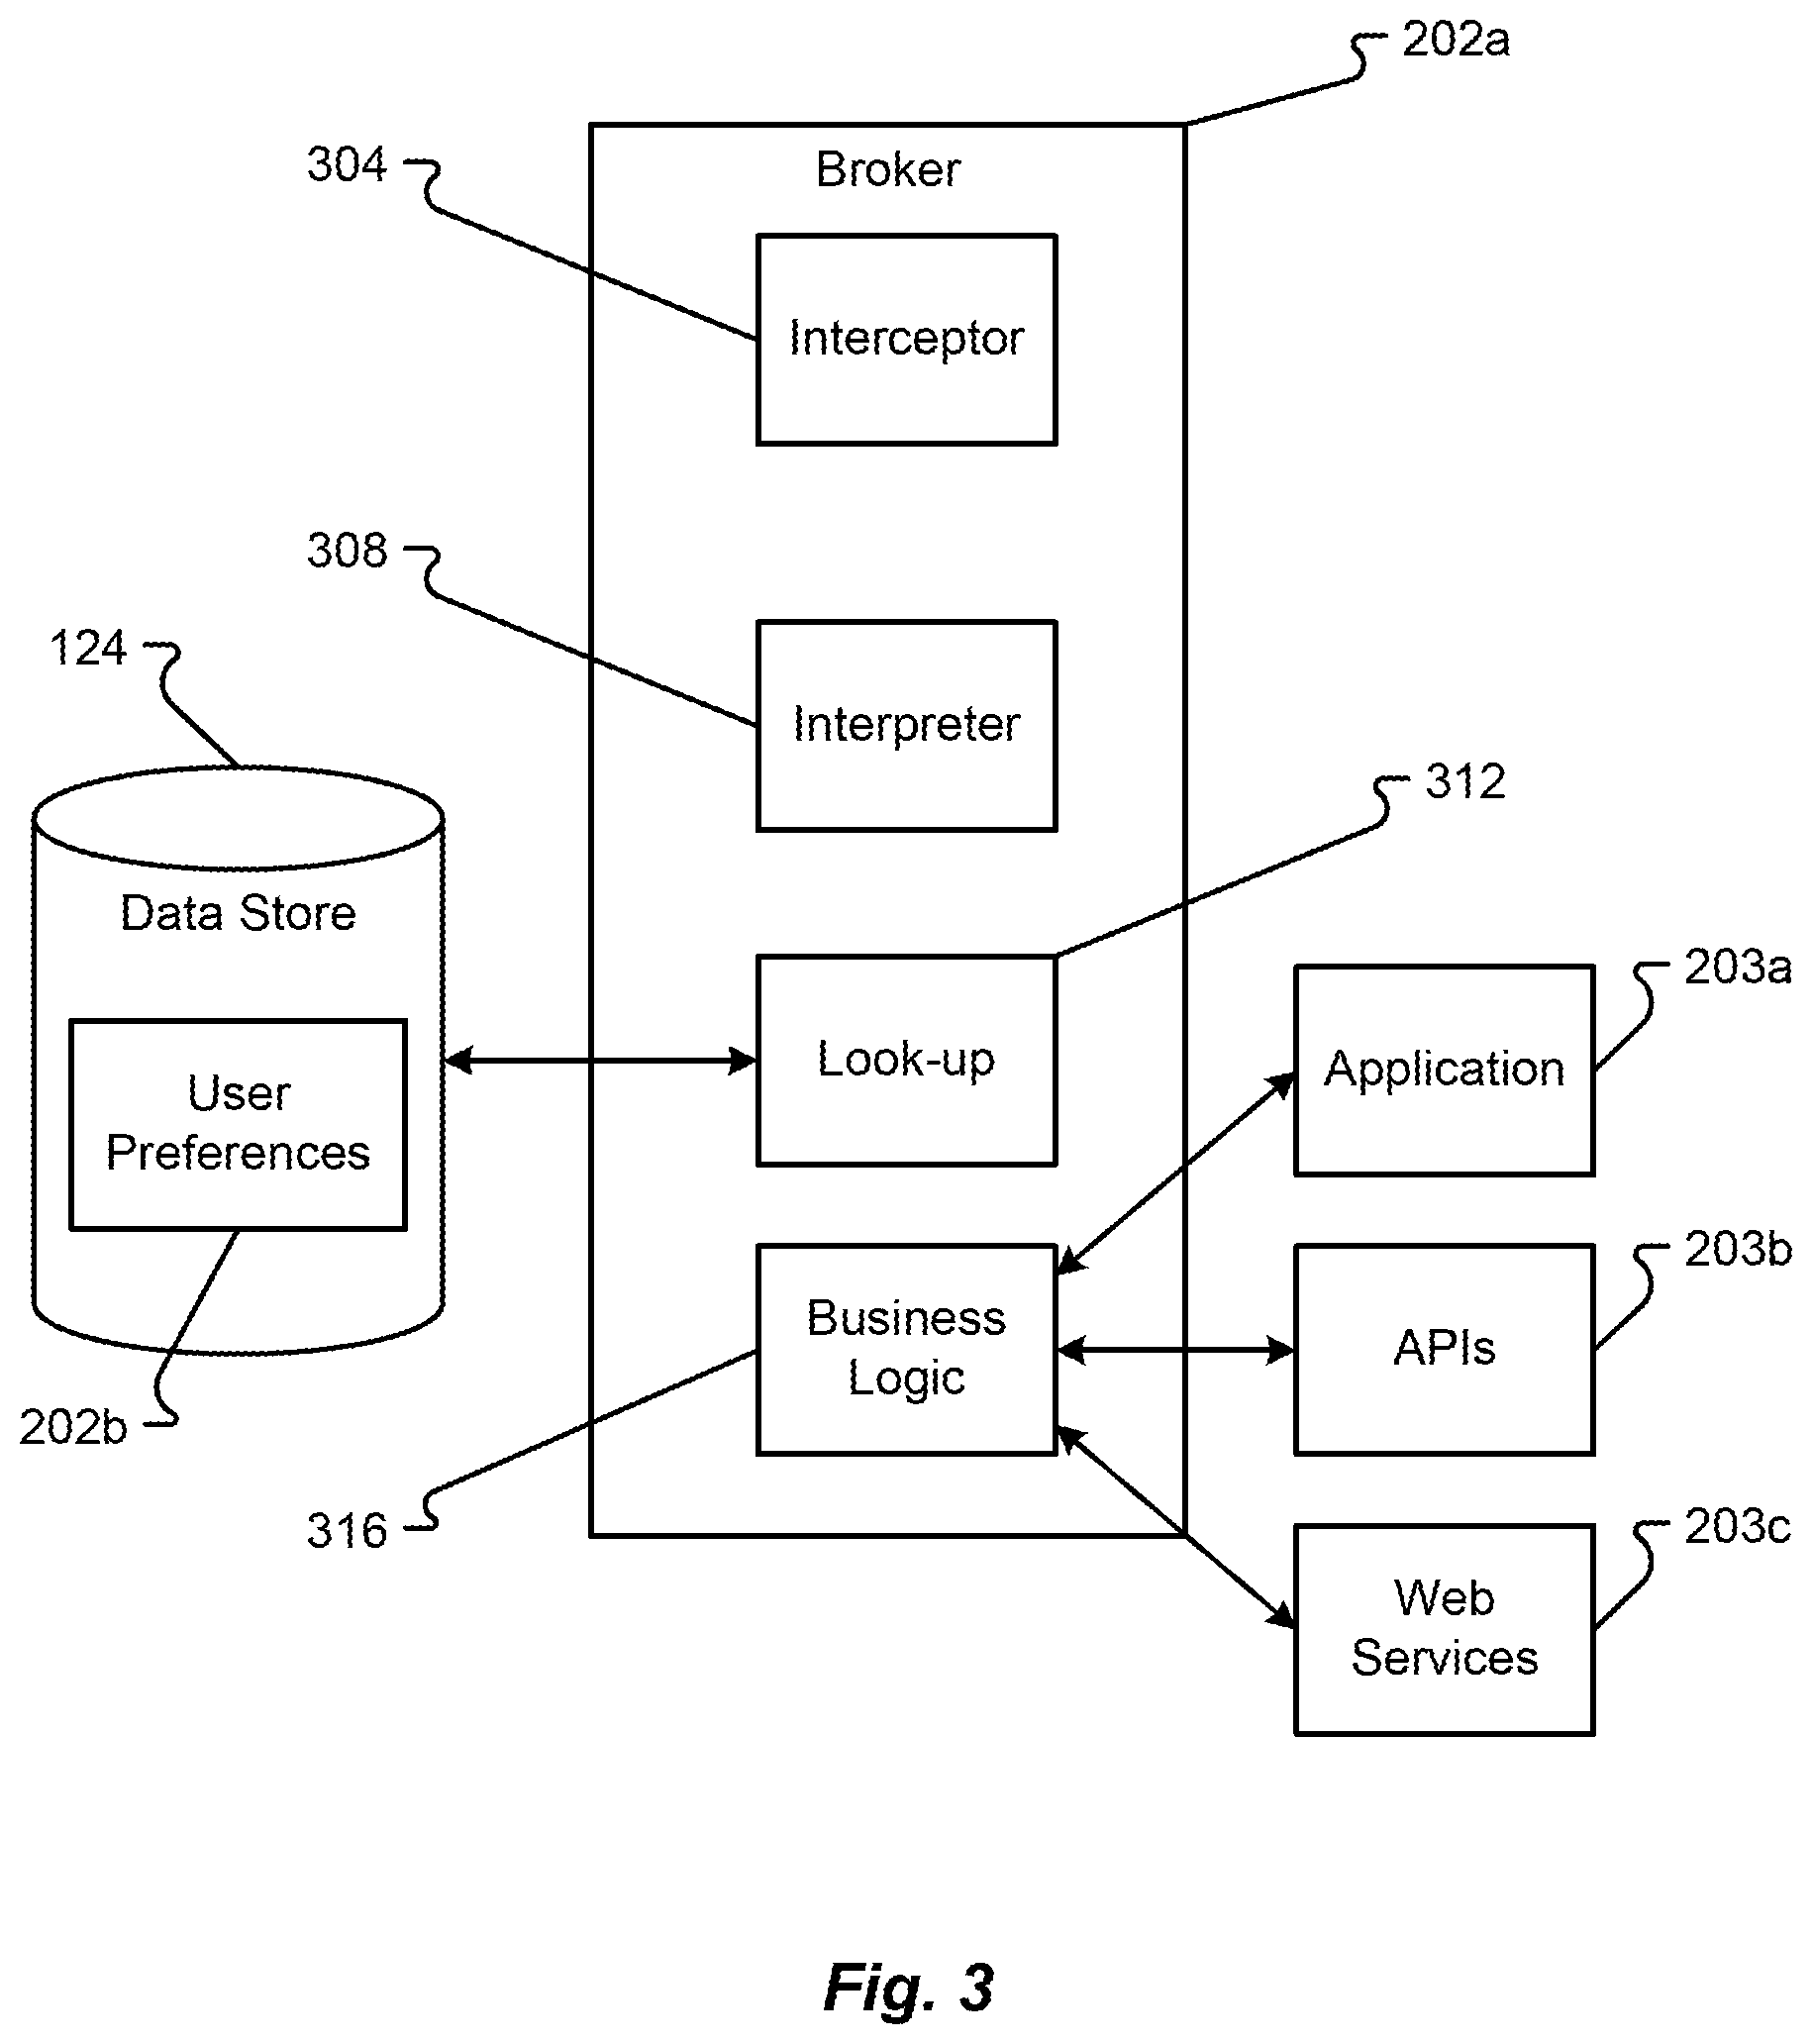 202a
Broker
304
Interceptor
308
Interpreter
124
312
Data Store
203a
Look-up
Application
User
Preferences
203b
Business
Logic
APIs
202b
316
203c
Web
Services
Fig. 3